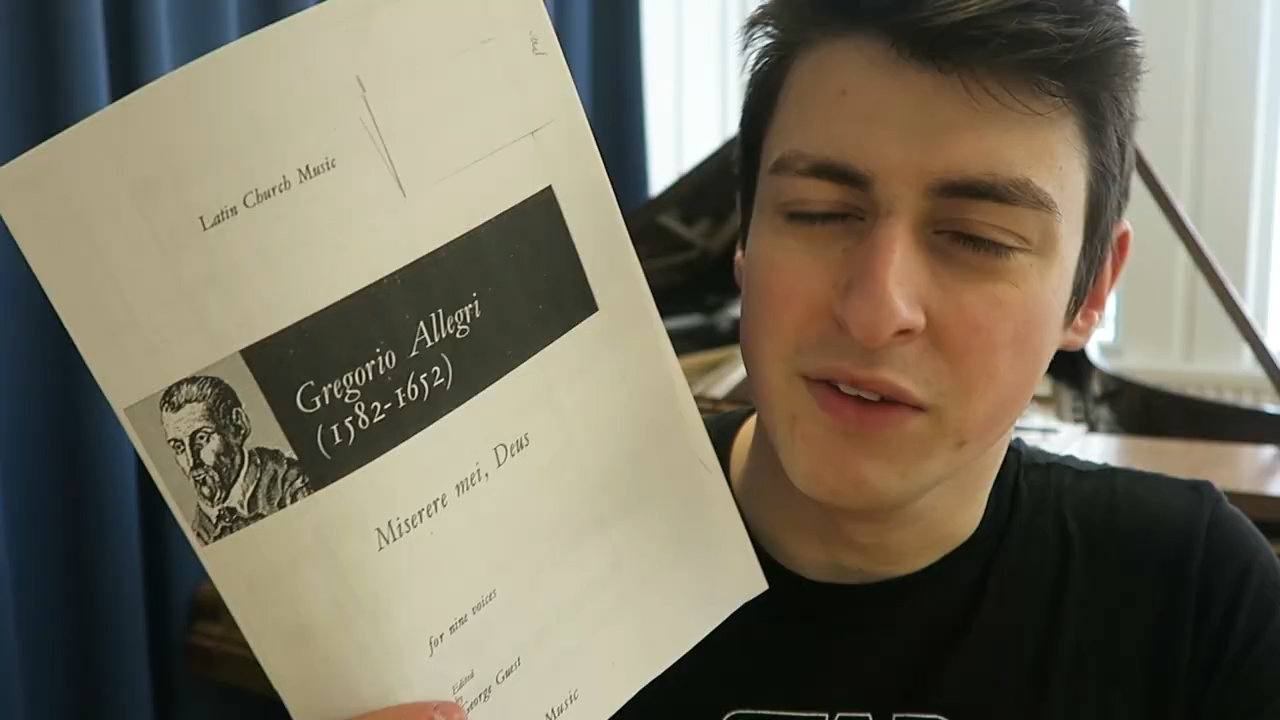 Latin Church Music
Gregorio Allegri
(1582-1652)
Miserere mei, Deus
for nine voices
Edited
George Guest
Music